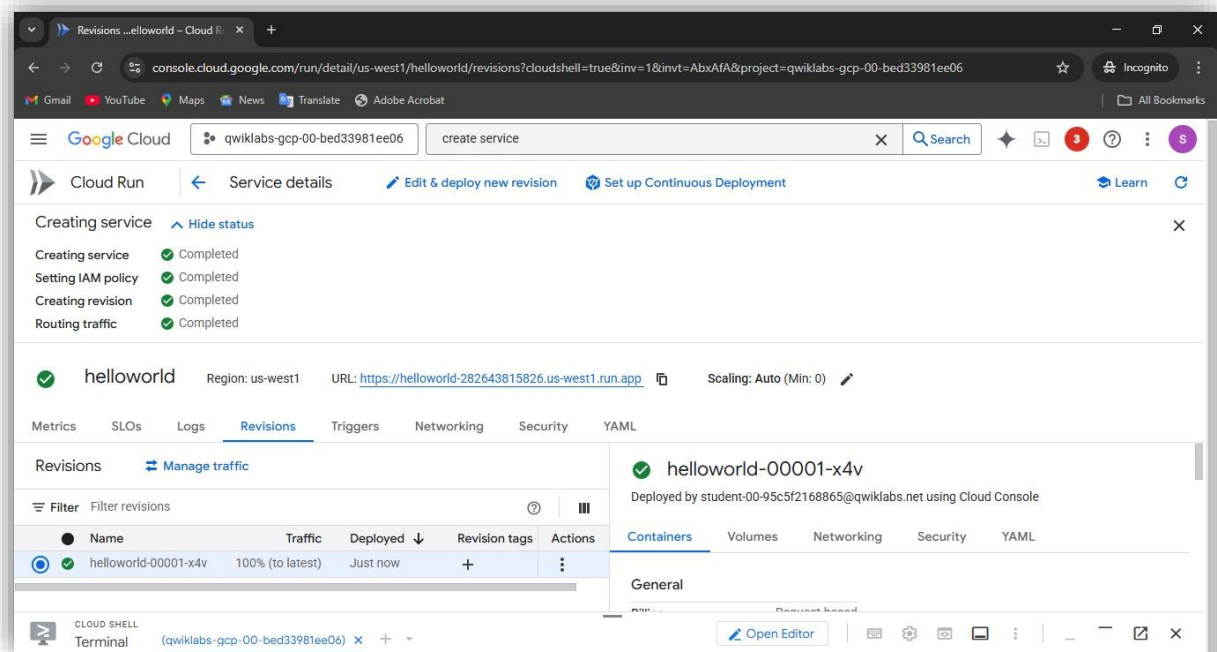 Revisions ...elloworld – Cloud R
console.cloud.google.com/run/detail/us-west1/helloworld/revisions?cloudshell=true&inv=1&invt=AbxAfA&project=qwiklabs-gcp-00-bed33981ee06
Incognito
Gmail YouTube Maps News Translate Adobe Acrobat
All Bookmarks
Google Cloud qwiklabs-gcp-00-bed33981ee06 create service Search 3 S
Cloud Run Service details Edit & deploy new revision Set up Continuous Deployment Learn
Creating service Hide status
Creating service Completed
Setting IAM policy Completed
Creating revision Completed
Routing traffic Completed
helloworld Region: us-west1 URL: https://helloworld-282643815826.us-west1.run.app Scaling: Auto (Min: 0)
Metrics SLOs Logs Revisions Triggers Networking Security YAML
Revisions Manage traffic
Filter Filter revisions
Name Traffic Deployed Revision tags Actions
helloworld-00001-x4v 100% (to latest) Just now
helloworld-00001-x4v
Deployed by student-00-95c5f2168865@qwiklabs.net using Cloud Console
Containers Volumes Networking Security YAML
General
CLOUD SHELL
Terminal (qwiklabs-gcp-00-bed33981ee06) Open Editor